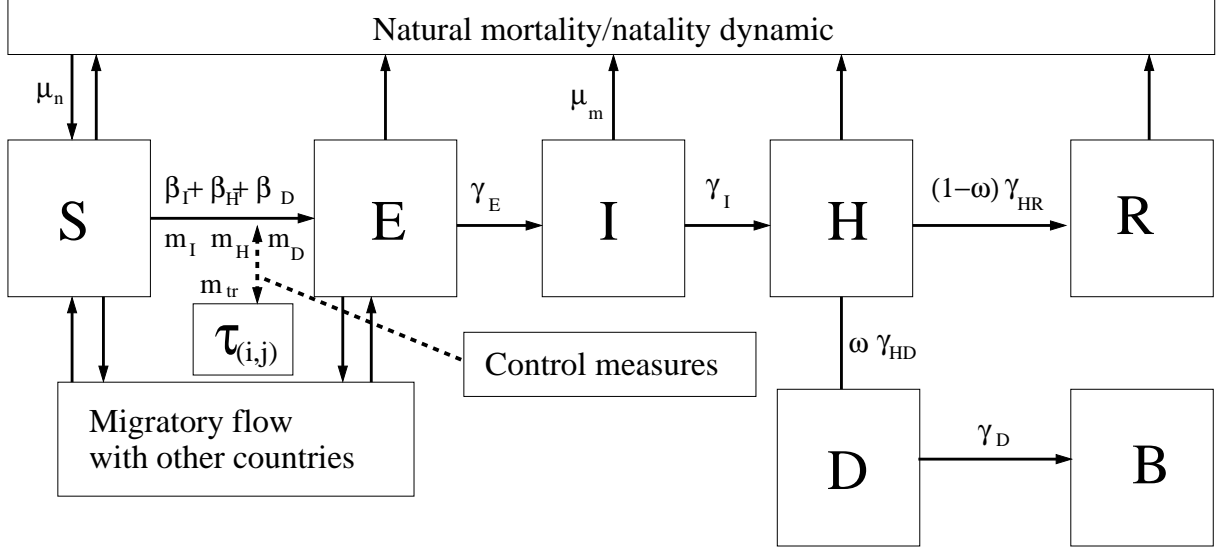 Natural mortality/natality dynamic
μn
μm
S
βI+ βH+ βD
mI mH mD
E
γE
I
γI
H
(1−ω) γHR
R
mtr
τ(i,j)
Control measures
ω γHD
Migratory flow
with other countries
D
γD
B